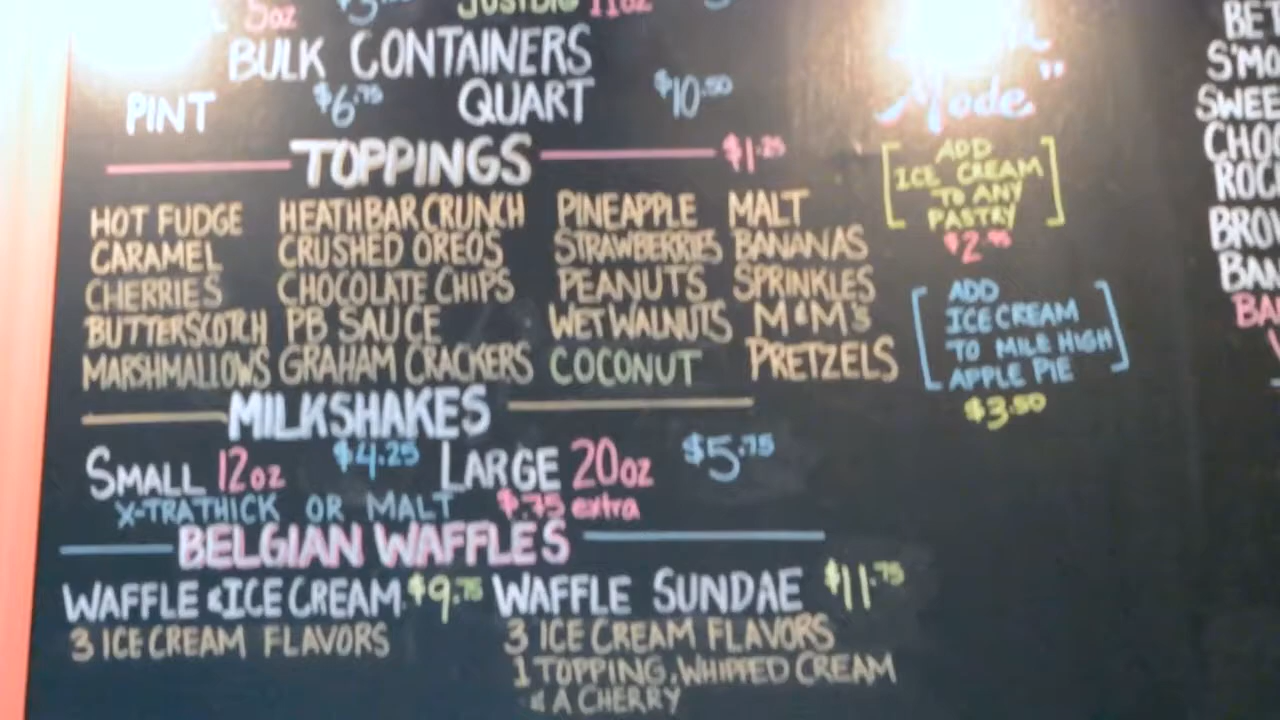 5oz 11oz
BULK CONTAINERS
PINT $6.75 QUART $10.50
TOPPINGS $1.25
HOT FUDGE HEATHBAR CRUNCH PINEAPPLE MALT
CARAMEL CRUSHED OREOS STRAWBERRIES BANANAS
CHERRIES CHOCOLATE CHIPS PEANUTS SPRINKLES
BUTTERSCOTCH PB SAUCE WET WALNUTS M&M's
MARSHMALLOWS GRAHAM CRACKERS COCONUT PRETZELS
MILKSHAKES
SMALL 12oz $4.25 LARGE 20oz $5.75
X-TRATHICK OR MALT $.75 extra
BELGIAN WAFFLES
WAFFLE & ICE CREAM $9.75 WAFFLE SUNDAE $11.75
3 ICE CREAM FLAVORS
3 ICE CREAM FLAVORS
1 TOPPING, WHIPPED CREAM
& A CHERRY
Mode"
ADD
ICE CREAM
TO ANY
PASTRY
$2.95
ADD
ICE CREAM
TO MILE HIGH
APPLE PIE
$3.50